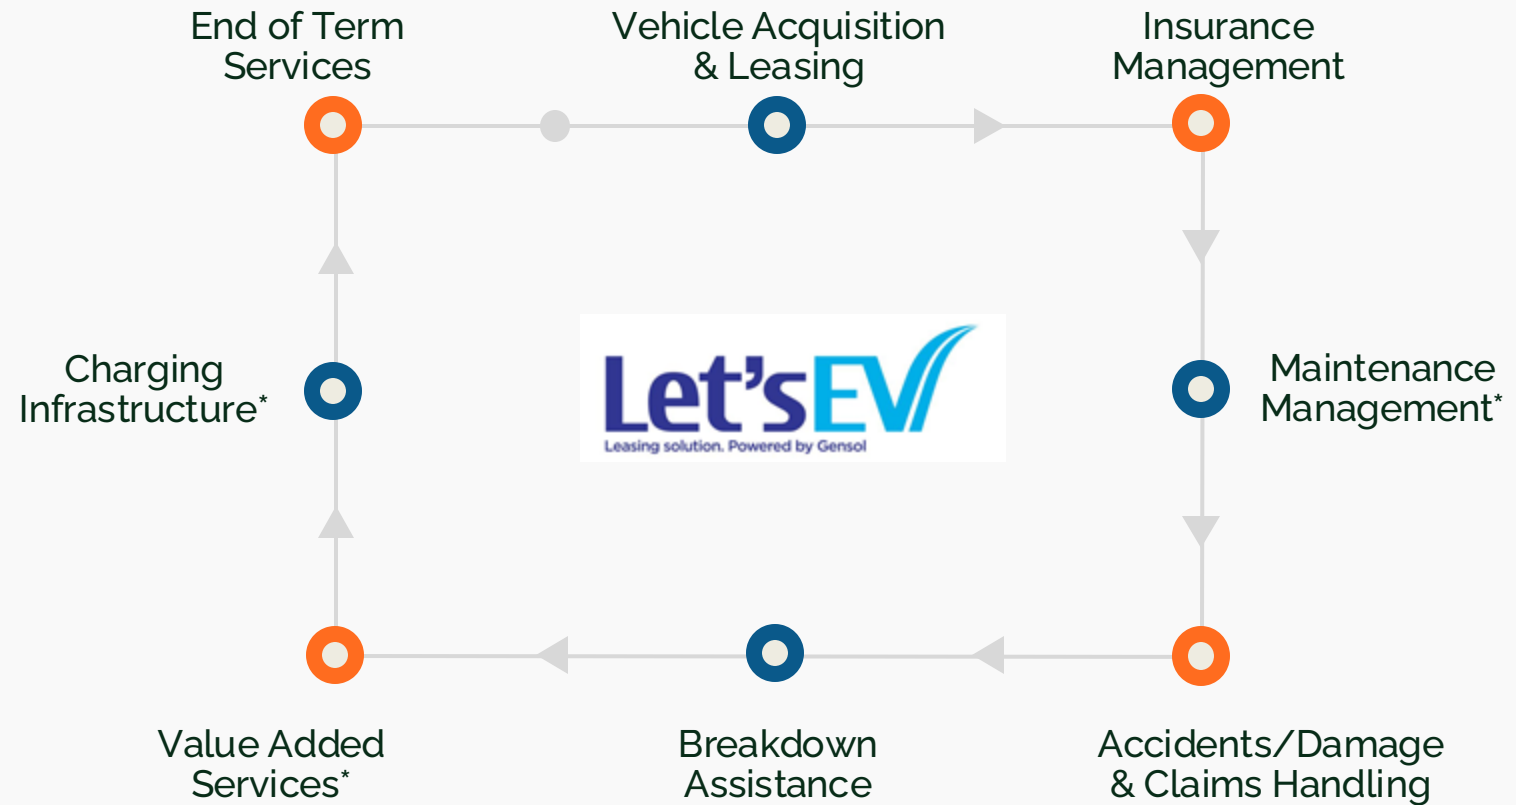 End of Term
Services
Vehicle Acquisition
& Leasing
Insurance
Management
Charging
Infrastructure*
Let'sEV
Leasing solution. Powered by Gensol
Maintenance
Management*
Value Added
Services*
Breakdown
Assistance
Accidents/Damage
& Claims Handling